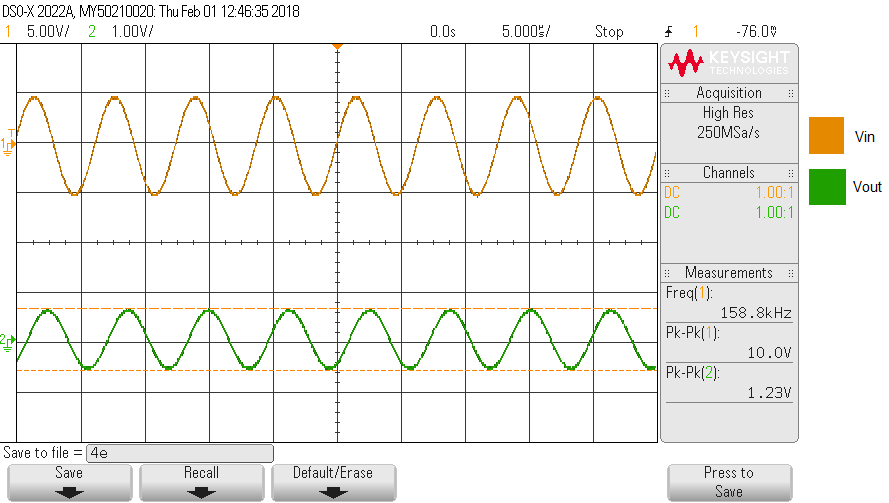 DSO-X 2022A, MY50210020: Thu Feb 01 12:46:35 2018
1 5.00V/ 2 1.00V/ 0.0s 5.000s/ Stop 1 -76.0V
KEYSIGHT
TECHNOLOGIES
Acquisition
High Res
250MSa/s
Channels
DC 1.00:1
DC 1.00:1
Measurements
Freq(1):
158.8kHz
Pk-Pk(1):
10.0V
Pk-Pk(2):
1.23V
Vin
Vout
T
1
2
Save to file = 4e
Save
Recall
Default/Erase
Press to
Save